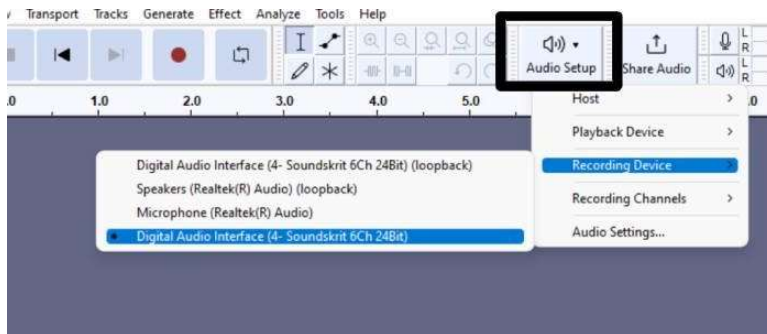 Transport Tracks Generate Effect Analyze Tools Help
Audio Setup
Share Audio
L
R
L
R
.0 1.0 2.0 3.0 4.0 5.0 .0
Host
Playback Device
Recording Device
Recording Channels
Audio Settings...
Digital Audio Interface (4- Soundskrit 6Ch 24Bit) (loopback)
Speakers (Realtek(R) Audio) (loopback)
Microphone (Realtek(R) Audio)
Digital Audio Interface (4- Soundskrit 6Ch 24Bit)